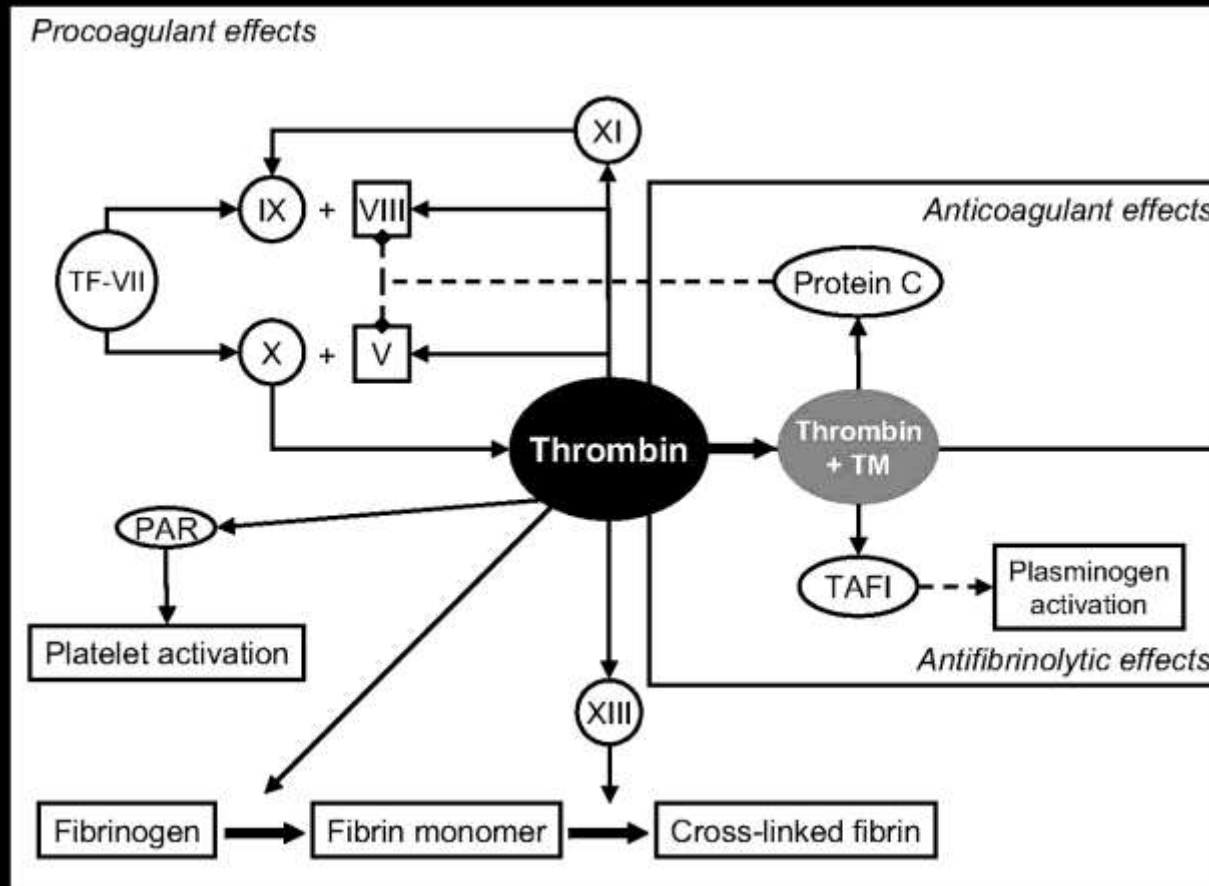 Procoagulant effects
XI
IX + VIII
Anticoagulant effects
TF-VII
Protein C
X + V
Thrombin
Thrombin
+ TM
PAR
TAFI
Plasminogen
activation
Platelet activation
Antifibrinolytic effects
XIII
Fibrinogen
Fibrin monomer
Cross-linked fibrin